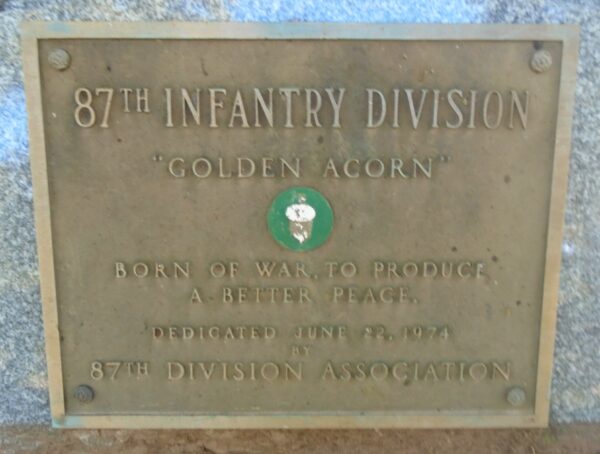 87TH INFANTRY DIVISION
"GOLDEN ACORN"
BORN OF WAR, TO PRODUCE
A BETTER PEACE.
DEDICATED JUNE 22, 1974
BY
87TH DIVISION ASSOCIATION